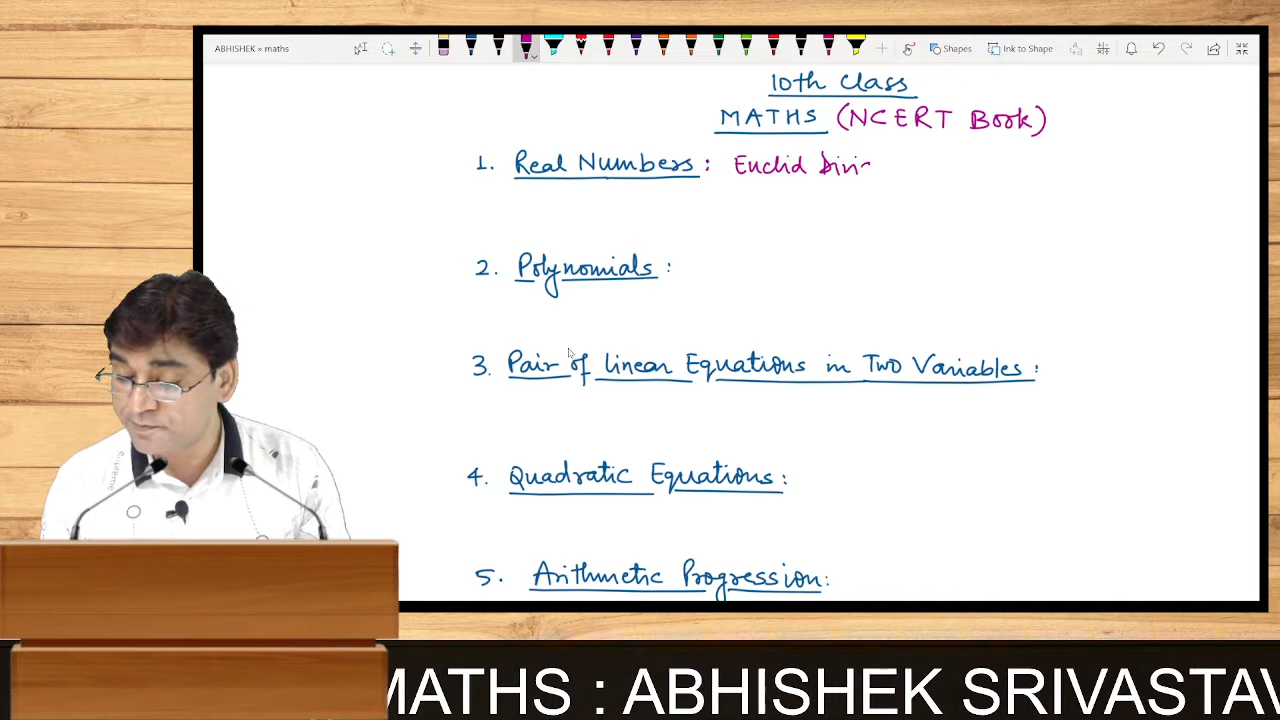 ABHISHEK » maths
Shapes
Ink to Shape
10th Class
MATHS (NCERT Book)
1. Real Numbers : Euclid Divi
2. Polynomials :
3. Pair of linear Equations in Two Variables :
4. Quadratic Equations :
5. Arithmetic Progression :
MATHS : ABHISHEK SRIVASTAV